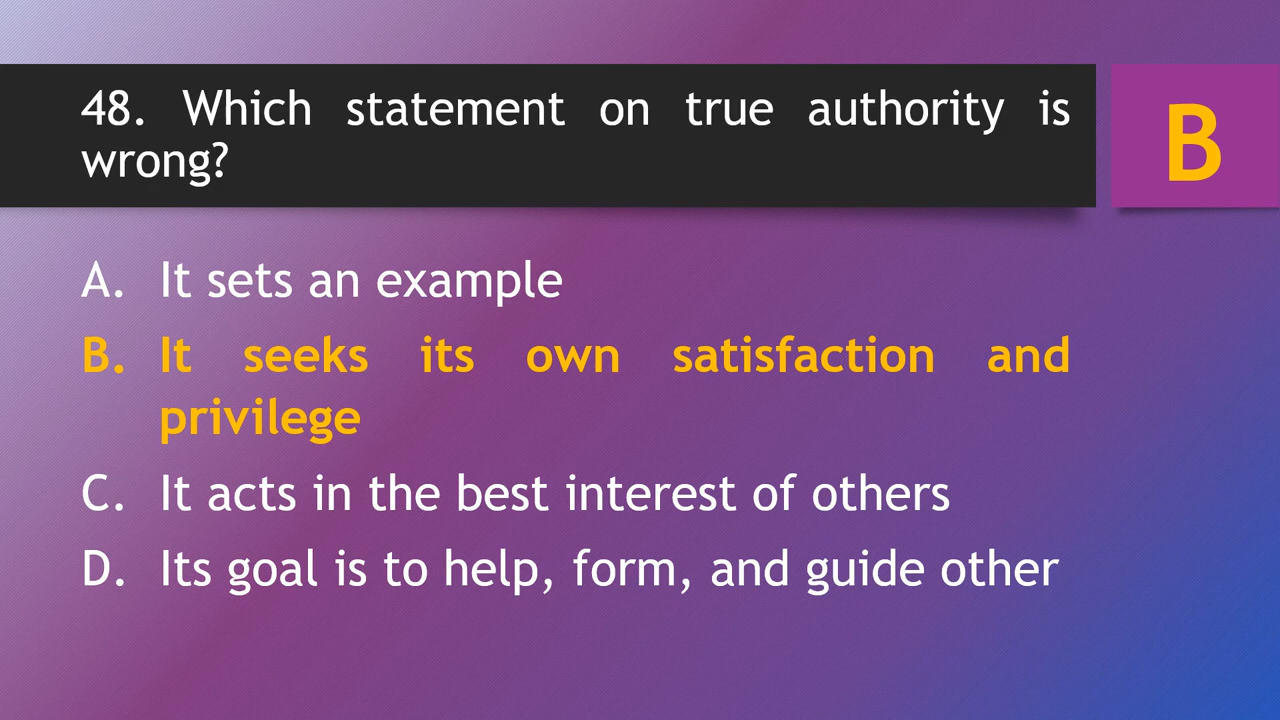 48. Which statement on true authority is
wrong?
B
A. It sets an example
B. It seeks its own satisfaction and
privilege
C. It acts in the best interest of others
D. Its goal is to help, form, and guide other